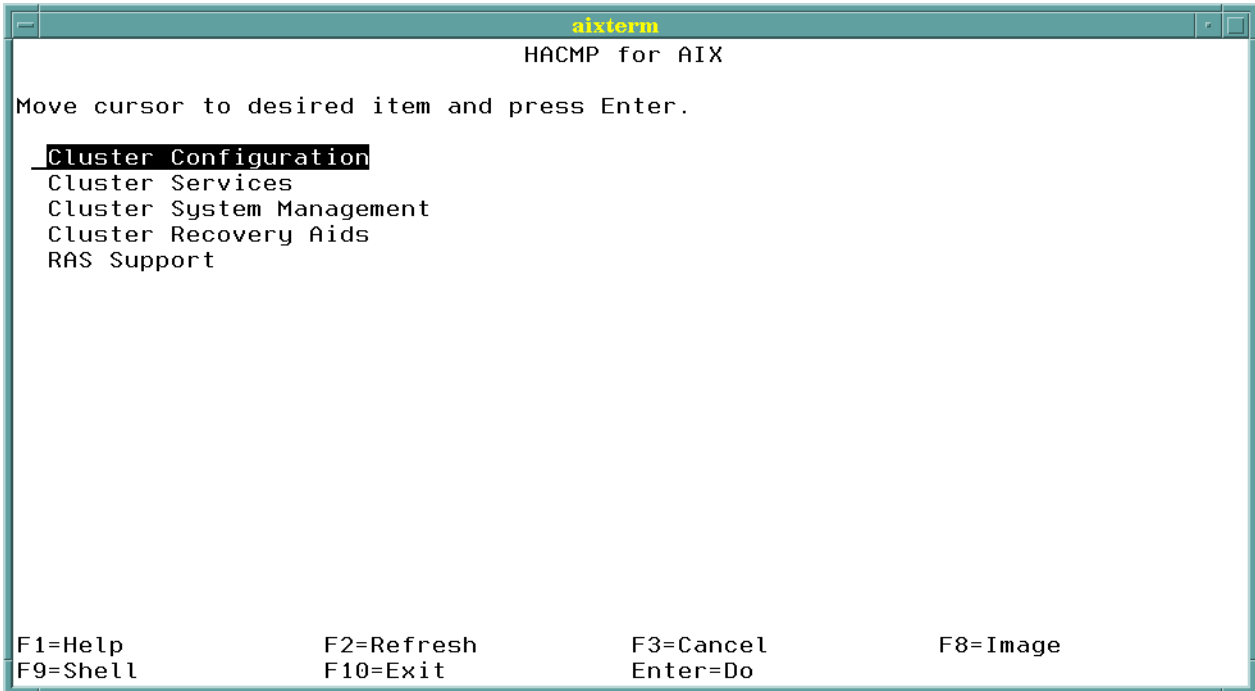 aixterm
HACMP for AIX
Move cursor to desired item and press Enter.
Cluster Configuration
Cluster Services
Cluster System Management
Cluster Recovery Aids
RAS Support
F1=Help F2=Refresh F3=Cancel F8=Image
F9=Shell F10=Exit Enter=Do